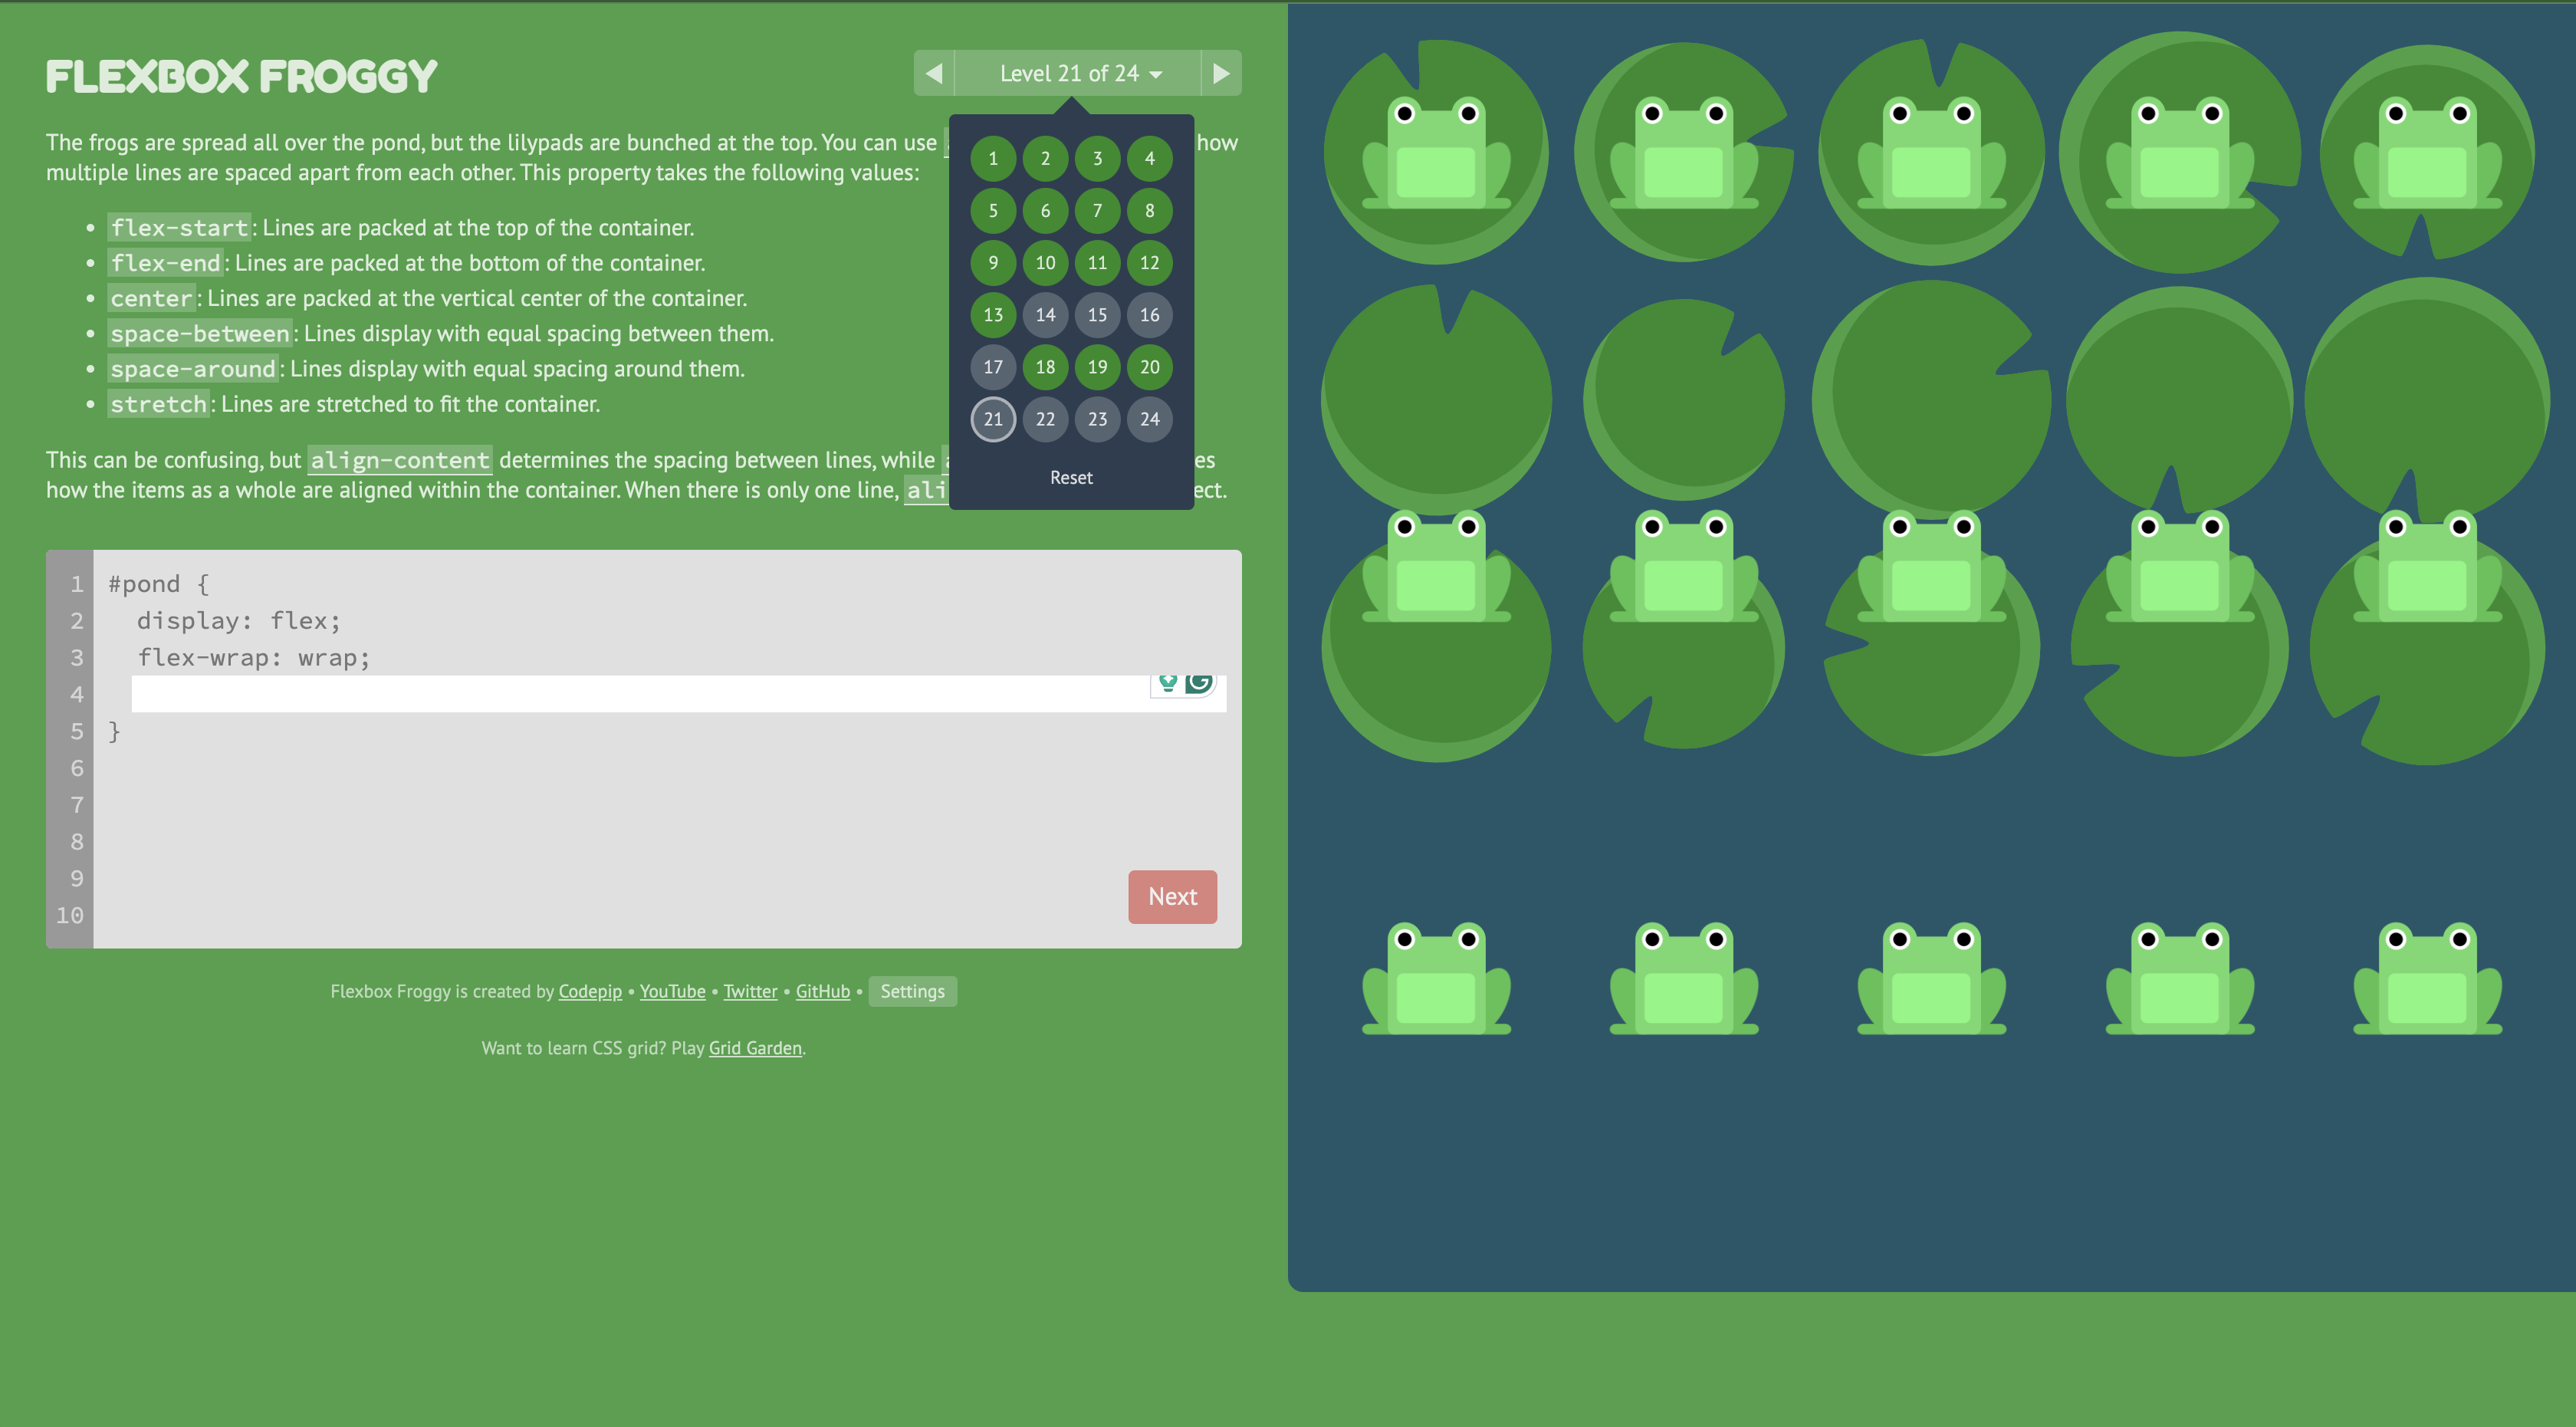 FLEXBOX FROGGY
Level 21 of 24
The frogs are spread all over the pond, but the lilypads are bunched at the top. You can use how
multiple lines are spaced apart from each other. This property takes the following values:
• flex-start: Lines are packed at the top of the container.
• flex-end: Lines are packed at the bottom of the container.
• center: Lines are packed at the vertical center of the container.
• space-between: Lines display with equal spacing between them.
• space-around: Lines display with equal spacing around them.
• stretch: Lines are stretched to fit the container.
This can be confusing, but align-content determines the spacing between lines, while es
how the items as a whole are aligned within the container. When there is only one line, ali ect.
1 2 3 4
5 6 7 8
9 10 11 12
13 14 15 16
17 18 19 20
21 22 23 24
Reset
1 #pond {
2 display: flex;
3 flex-wrap: wrap;
4
5 }
6
7
8
9
10
Next
Flexbox Froggy is created by Codepip • YouTube • Twitter • GitHub • Settings
Want to learn CSS grid? Play Grid Garden.